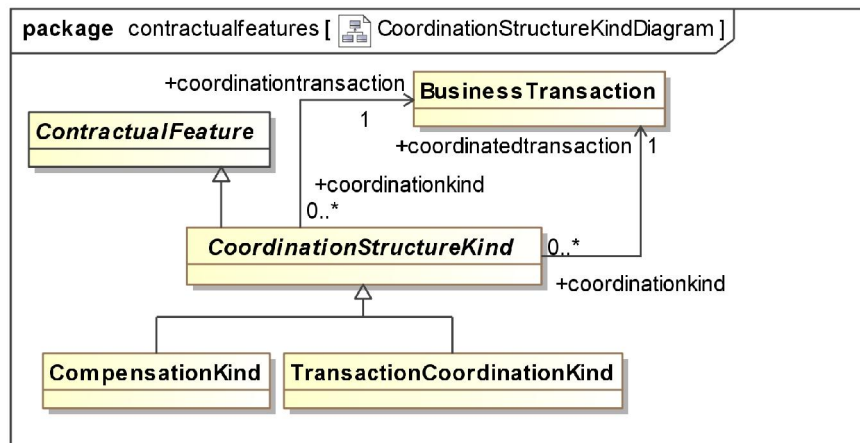 package contractualfeatures [ CoordinationStructureKindDiagram ]
+coordinationtransaction
BusinessTransaction
1
ContractualFeature
+coordinatedtransaction 1
+coordinationkind
0..*
CoordinationStructureKind
0..*
+coordinationkind
CompensationKind
TransactionCoordinationKind